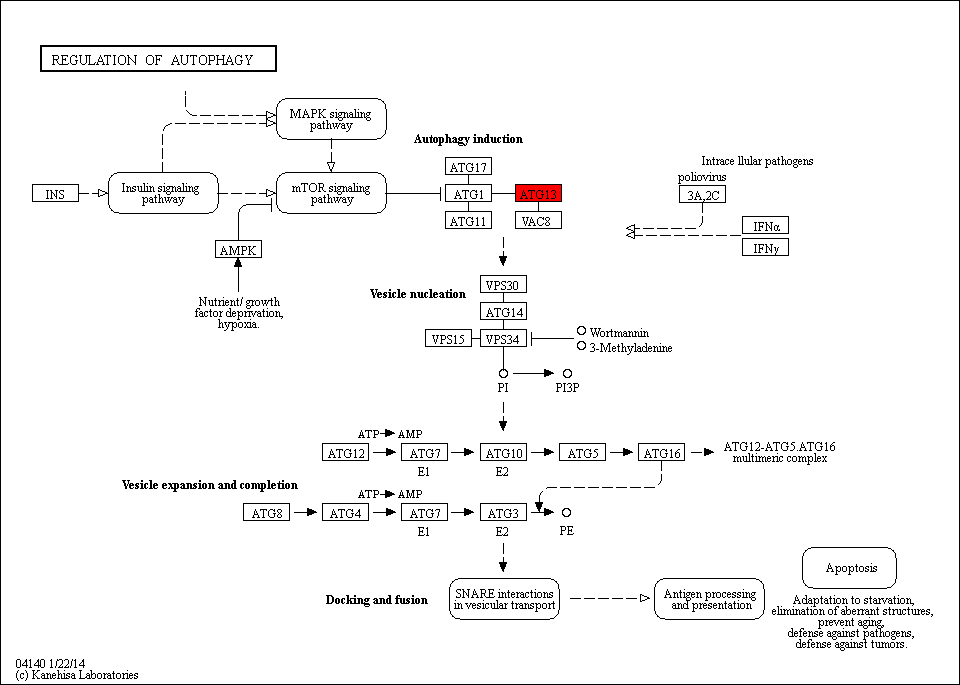 REGULATION OF AUTOPHAGY
MAPK signaling
pathway
Autophagy induction
ATG17
Intrace llular pathogens
poliovirus
INS
Insulin signaling
pathway
mTOR signaling
pathway
ATG1
ATG13
3A,2C
ATG11
VAC8
IFNα
AMPK
IFNγ
Nutrient/ growth
factor deprivation,
hypoxia.
Vesicle nucleation
VPS30
ATG14
VPS15
VPS34
Wortmannin
3-Methyladenine
PI
PI3P
ATP
AMP
ATG12
ATG7
ATG10
ATG5
ATG16
ATG12-ATG5.ATG16
multimeric complex
E1
E2
Vesicle expansion and completion
ATP
AMP
ATG8
ATG4
ATG7
ATG3
E1
E2
PE
Docking and fusion
SNARE interactions
in vesicular transport
Antigen processing
and presentation
Apoptosis
Adaptation to starvation,
elimination of aberrant structures,
prevent aging,
defense against pathogens,
defense against tumors.
04140 1/22/14
(c) Kanehisa Laboratories